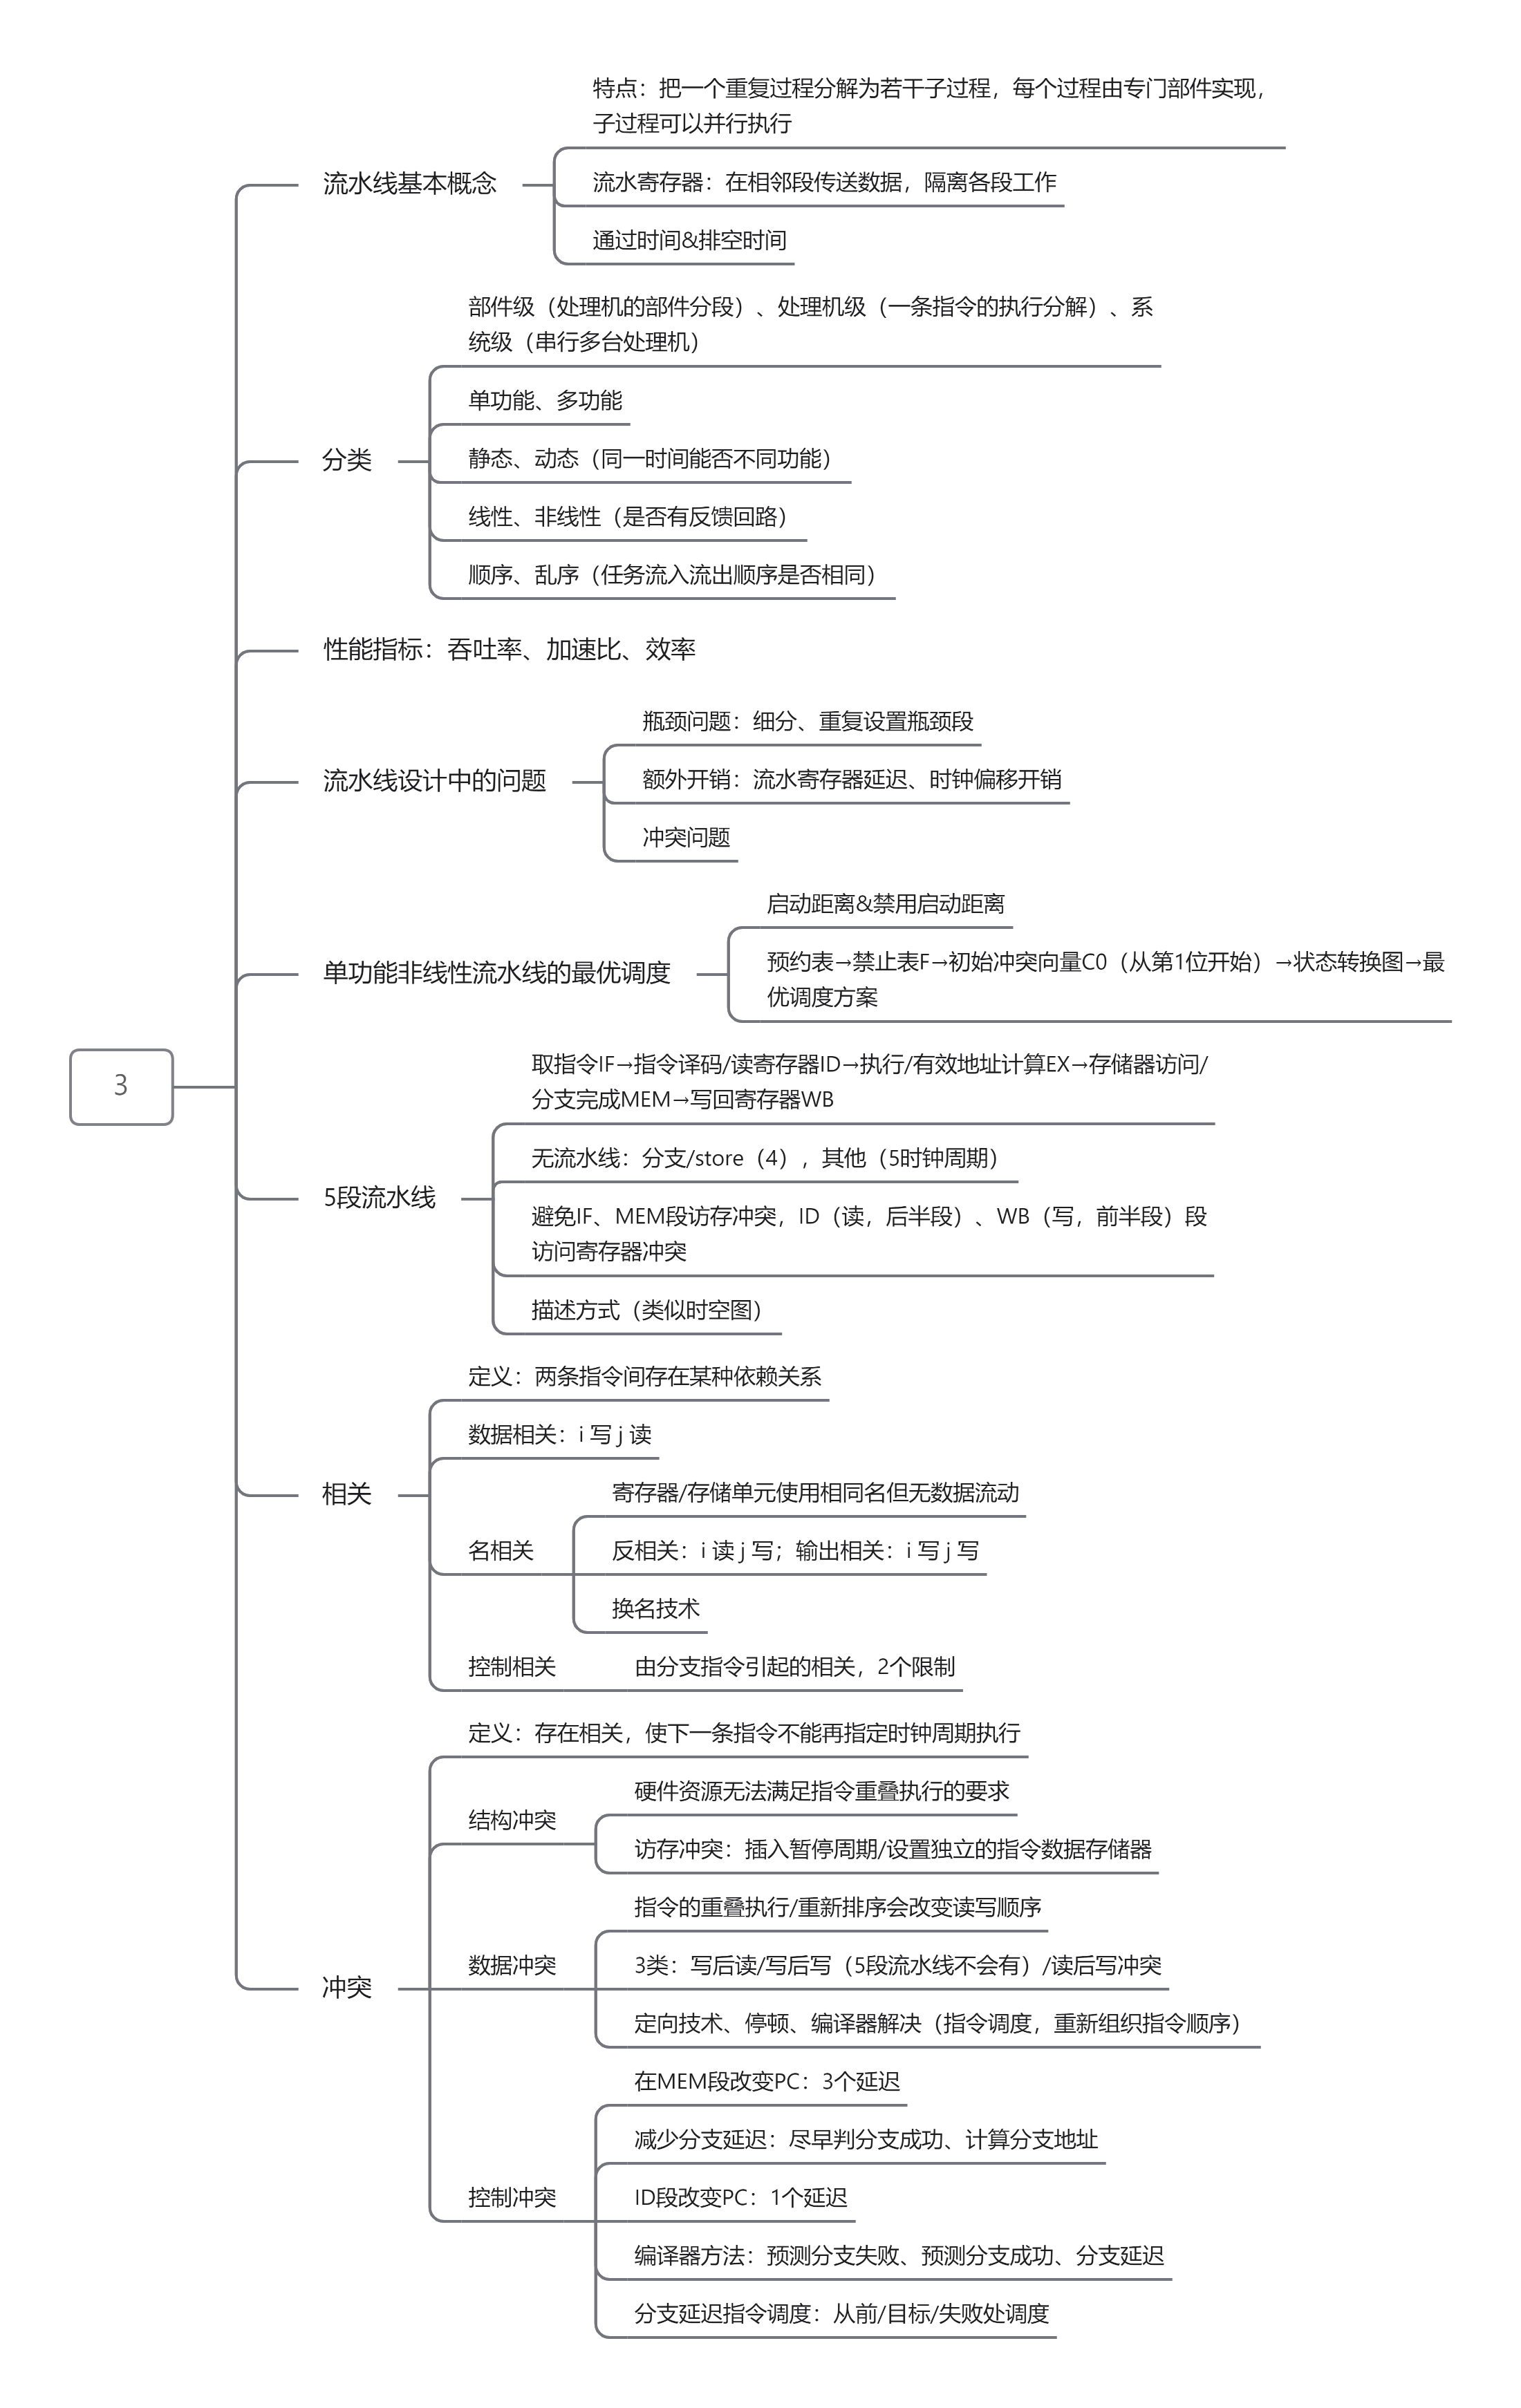 特点：把一个重复过程分解为若干子过程，每个过程由专门部件实现，
子过程可以并行执行
流水线基本概念
流水寄存器：在相邻段传送数据，隔离各段工作
通过时间&排空时间
部件级（处理机的部件分段）、处理机级（一条指令的执行分解）、系
统级（串行多台处理机）
单功能、多功能
分类
静态、动态（同一时间能否不同功能）
线性、非线性（是否有反馈回路）
顺序、乱序（任务流入流出顺序是否相同）
性能指标：吞吐率、加速比、效率
瓶颈问题：细分、重复设置瓶颈段
流水线设计中的问题
额外开销：流水寄存器延迟、时钟偏移开销
冲突问题
启动距离&禁用启动距离
单功能非线性流水线的最优调度
预约表→禁止表F→初始冲突向量C0（从第1位开始）→状态转换图→最
优调度方案
3
取指令IF→指令译码/读寄存器ID→执行/有效地址计算EX→存储器访问/
分支完成MEM→写回寄存器WB
无流水线：分支/store（4），其他（5时钟周期）
5段流水线
避免IF、MEM段访存冲突，ID（读，后半段）、WB（写，前半段）段
访问寄存器冲突
描述方式（类似时空图）
定义：两条指令间存在某种依赖关系
数据相关：i 写 j 读
相关
寄存器/存储单元使用相同名但无数据流动
名相关
反相关：i 读 j 写；输出相关：i 写 j 写
换名技术
控制相关
由分支指令引起的相关，2个限制
定义：存在相关，使下一条指令不能再指定时钟周期执行
硬件资源无法满足指令重叠执行的要求
结构冲突
访存冲突：插入暂停周期/设置独立的指令数据存储器
指令的重叠执行/重新排序会改变读写顺序
冲突
数据冲突
3类：写后读/写后写（5段流水线不会有）/读后写冲突
定向技术、停顿、编译器解决（指令调度，重新组织指令顺序）
在MEM段改变PC：3个延迟
减少分支延迟：尽早判分支成功、计算分支地址
控制冲突
ID段改变PC：1个延迟
编译器方法：预测分支失败、预测分支成功、分支延迟
分支延迟指令调度：从前/目标/失败处调度